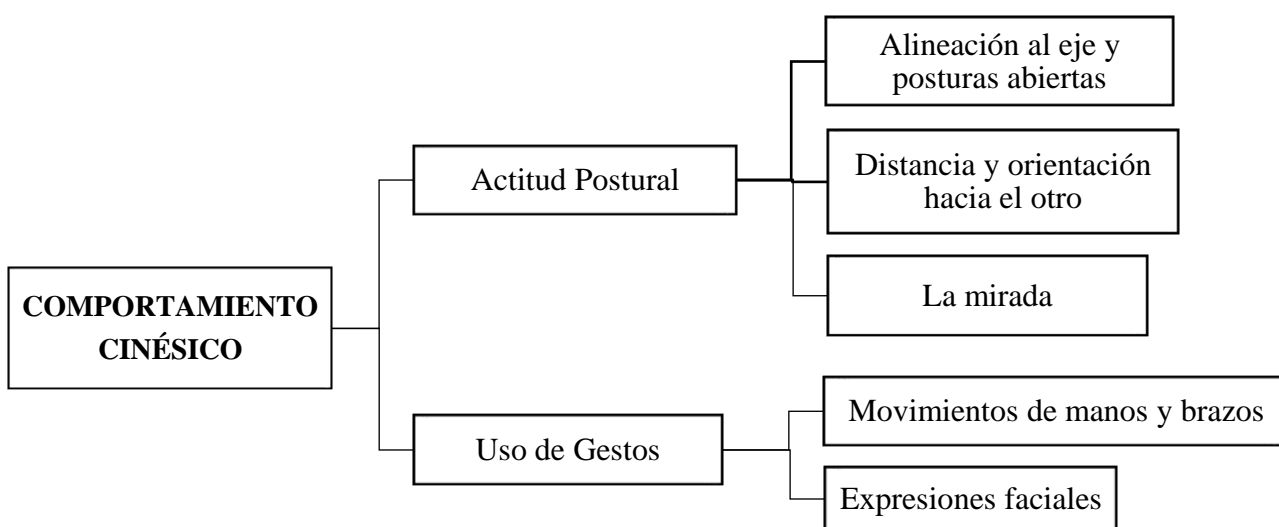 COMPORTAMIENTO
CINÉSICO
Actitud Postural
Alineación al eje y
posturas abiertas
Distancia y orientación
hacia el otro
La mirada
Uso de Gestos
Movimientos de manos y brazos
Expresiones faciales